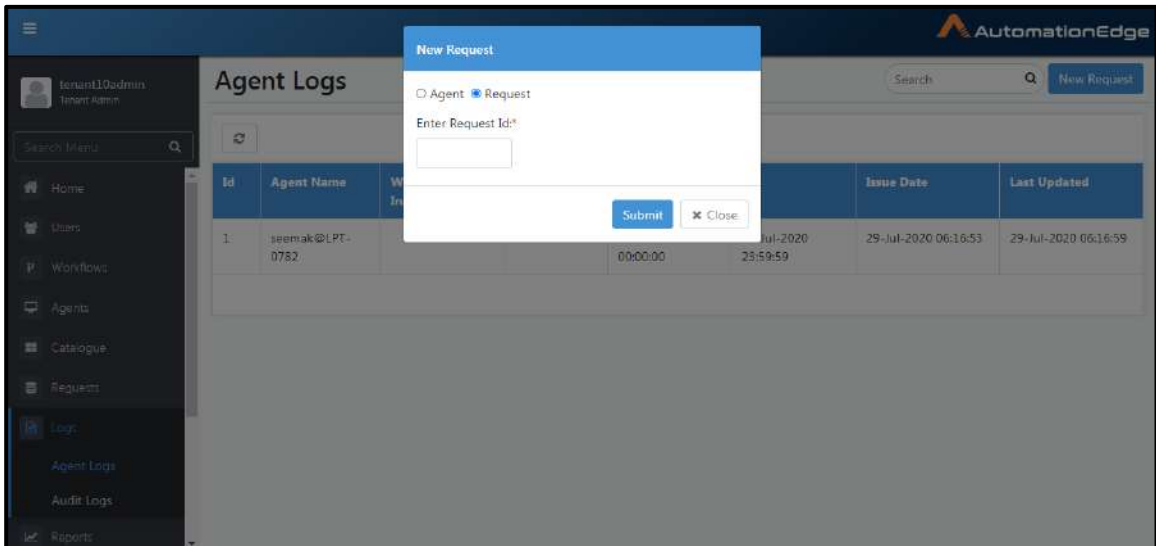 AutomationEdge
tenant10admin
Tenant Admin
Agent Logs
Search
New Request
Search Menu
Home
Users
Workflows
Agents
Catalogue
Requests
Logs
Agent Logs
Audit Logs
Reports
New Request
Agent Request
Enter Request Id:*
Submit Close
Id Agent Name Issue Date Last Updated
1 seemak@LPT-0782 00:00:00 Jul-2020 23:59:59 29-Jul-2020 06:16:53 29-Jul-2020 06:16:59